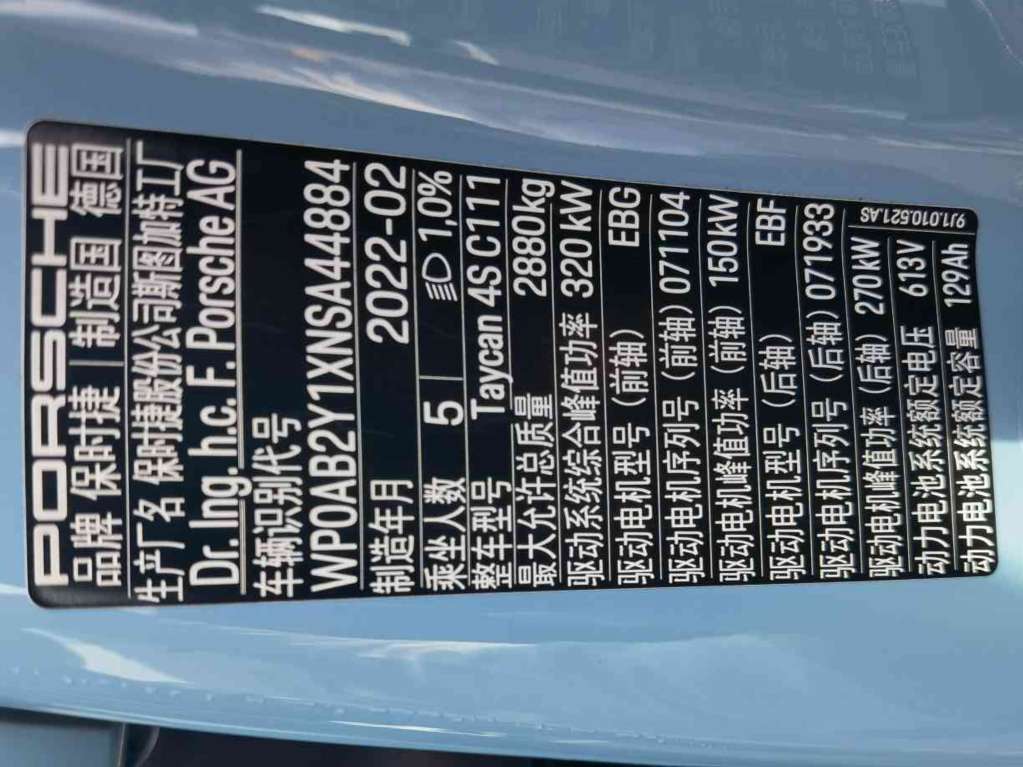 PORSCHE
品牌 保时捷 制造国 德国
生产厂名 保时捷股份公司斯图加特工厂
Dr. Ing. h.c. F. Porsche AG
车辆识别代号
WP0AB2Y1XNSA44884
制造年月 2022-02
乘坐人数 5 1,0%
整车型号 Taycan 4S C111
最大允许总质量 2880kg
驱动系统综合峰值功率 320 kW
驱动电机型号（前轴） EBG
驱动电机序列号（前轴）071104
驱动电机峰值功率（前轴）150kW
驱动电机型号（后轴） EBF
驱动电机序列号（后轴）071933
驱动电机峰值功率（后轴）270kW
动力电池系统额定电压 613V
动力电池系统额定容量 129Ah
9J1.010.521.AS